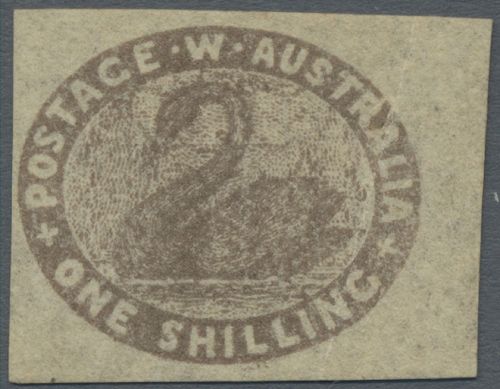 POSTAGE · W · AUSTRALIA
ONE SHILLING